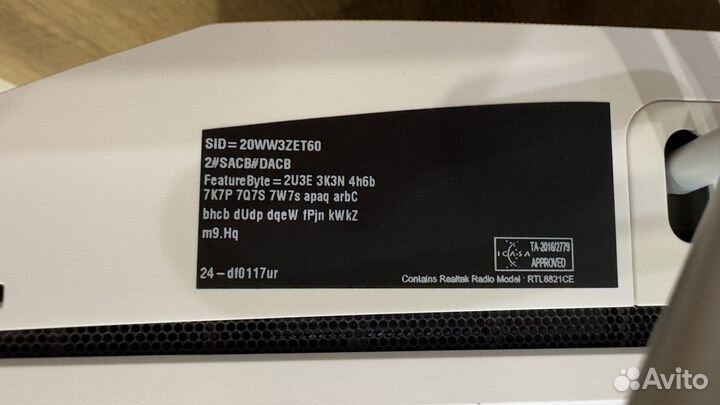 SID=20WW3ZET60
2#SACB#DACB
FeatureByte=2U3E 3K3N 4h6b
7K7P 7Q7S 7W7s apaq arbC
bhcb dUdp dqeW fPjn kWkZ
m9.Hq
ICASA
TA-2016/2779
APPROVED
24-df0117ur
Contains Realtek Radio Model : RTL8821CE
Avito